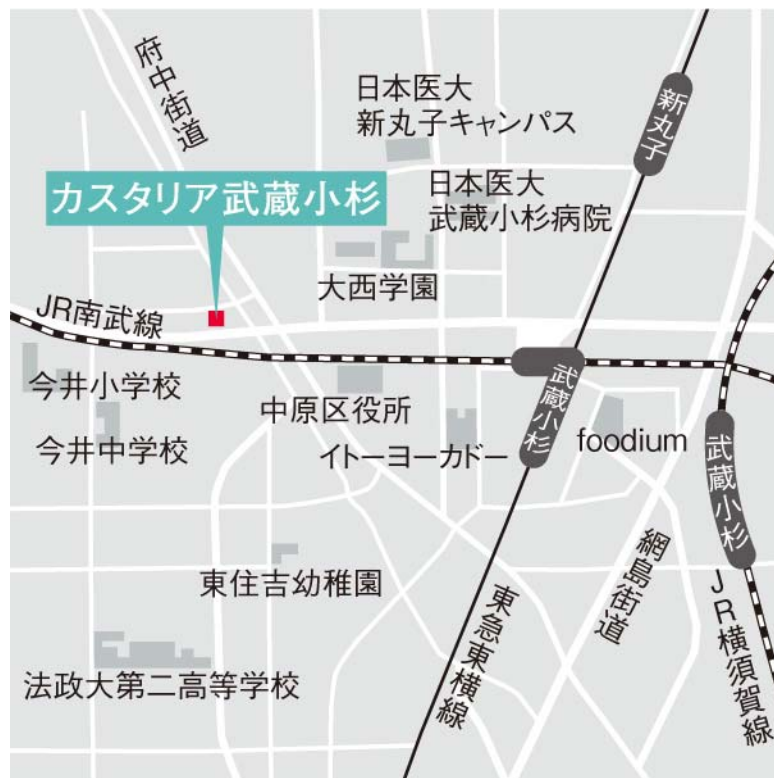 府中街道
日本医大
新丸子キャンパス
新丸子
カスタリア武蔵小杉
日本医大
武蔵小杉病院
大西学園
JR南武線
今井小学校
中原区役所
武蔵小杉
foodium
今井中学校
イトーヨーカドー
武蔵小杉
網島街道
東住吉幼稚園
東急東横線
JR横須賀線
法政大第二高等学校